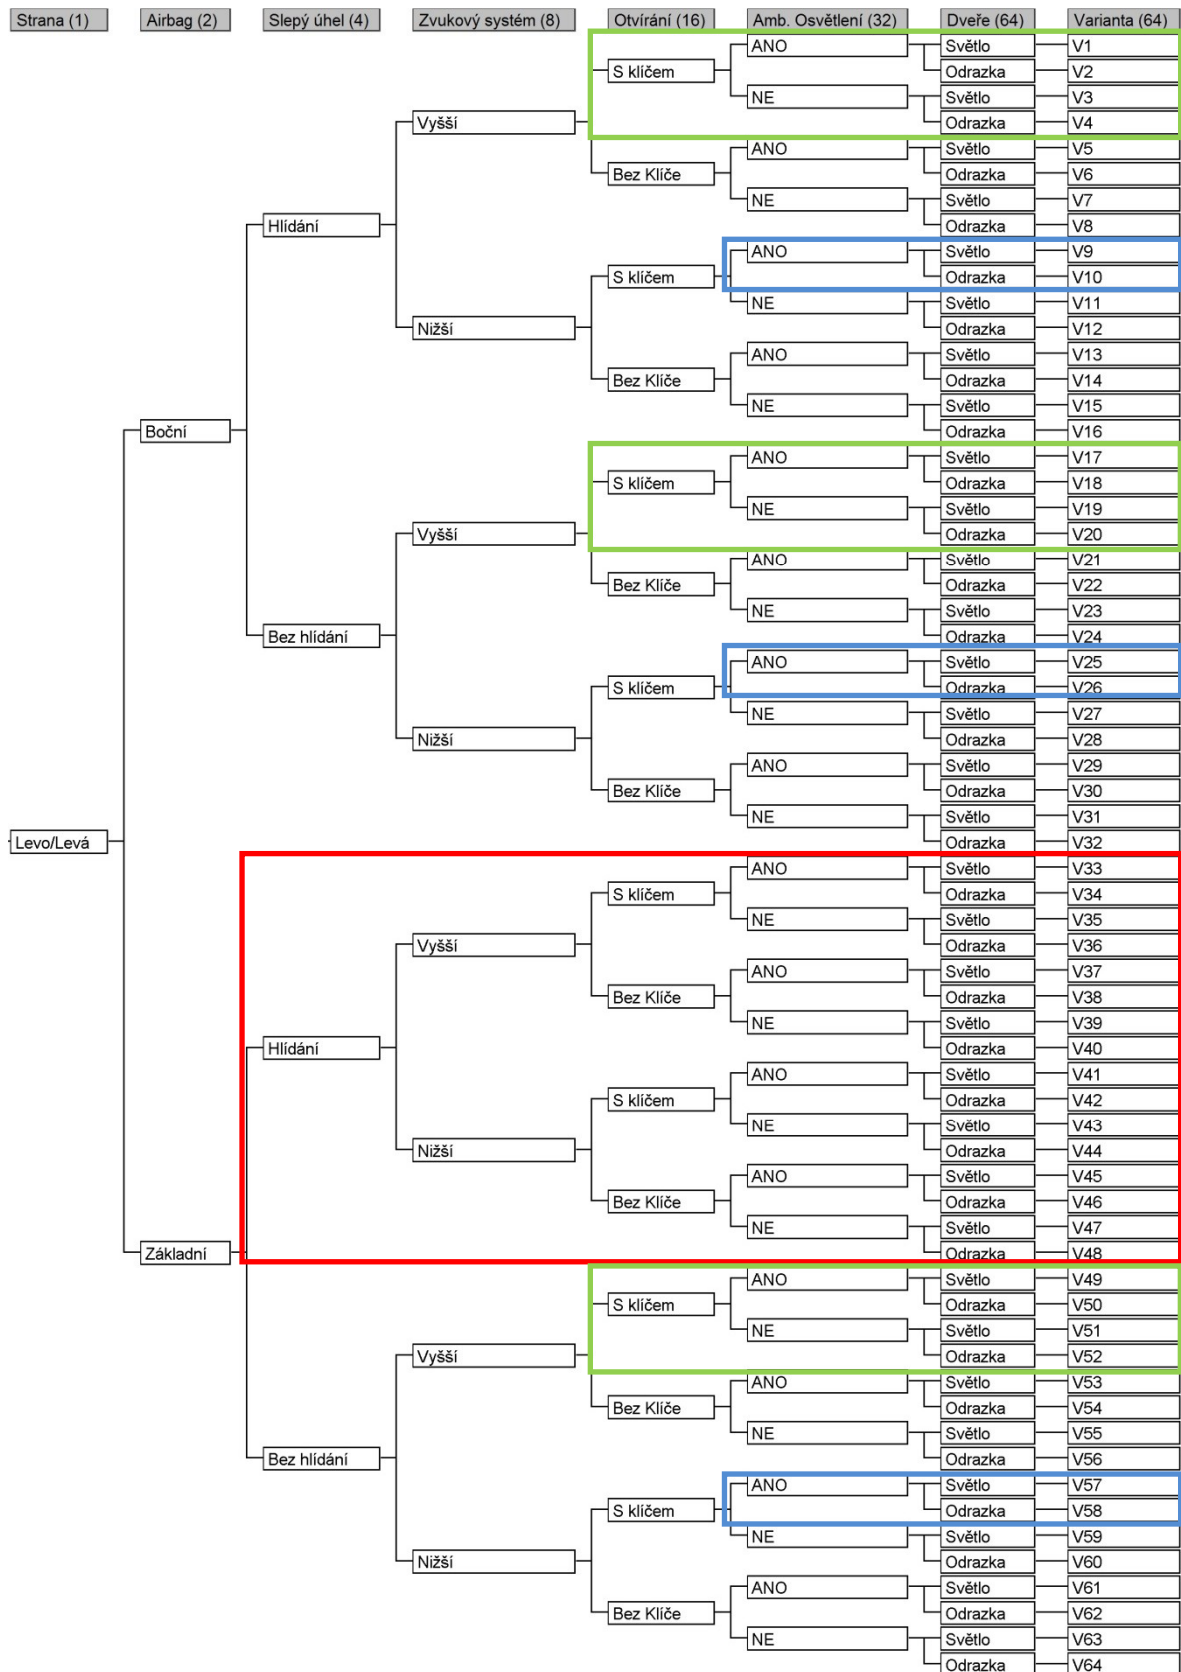 Strana (1) Airbag (2) Slepý úhel (4) Zvukový systém (8) Otvírání (16) Amb. Osvětlení (32) Dveře (64) Varianta (64)
ANO Světlo V1
S klíčem Odrazka V2
NE Světlo V3
Vyšší Odrazka V4
ANO Světlo V5
Bez Klíče Odrazka V6
NE Světlo V7
Hlídání Odrazka V8
ANO Světlo V9
S klíčem Odrazka V10
NE Světlo V11
Nižší Odrazka V12
ANO Světlo V13
Bez Klíče Odrazka V14
NE Světlo V15
Boční Odrazka V16
ANO Světlo V17
S klíčem Odrazka V18
NE Světlo V19
Vyšší Odrazka V20
ANO Světlo V21
Bez Klíče Odrazka V22
NE Světlo V23
Bez hlídání Odrazka V24
ANO Světlo V25
S klíčem Odrazka V26
NE Světlo V27
Nižší Odrazka V28
ANO Světlo V29
Bez Klíče Odrazka V30
NE Světlo V31
Levo/Levá Odrazka V32
ANO Světlo V33
S klíčem Odrazka V34
NE Světlo V35
Vyšší Odrazka V36
ANO Světlo V37
Bez Klíče Odrazka V38
NE Světlo V39
Hlídání Odrazka V40
ANO Světlo V41
S klíčem Odrazka V42
NE Světlo V43
Nižší Odrazka V44
ANO Světlo V45
Bez Klíče Odrazka V46
NE Světlo V47
Základní Odrazka V48
ANO Světlo V49
S klíčem Odrazka V50
NE Světlo V51
Vyšší Odrazka V52
ANO Světlo V53
Bez Klíče Odrazka V54
NE Světlo V55
Bez hlídání Odrazka V56
ANO Světlo V57
S klíčem Odrazka V58
NE Světlo V59
Nižší Odrazka V60
ANO Světlo V61
Bez Klíče Odrazka V62
NE Světlo V63
Odrazka V64